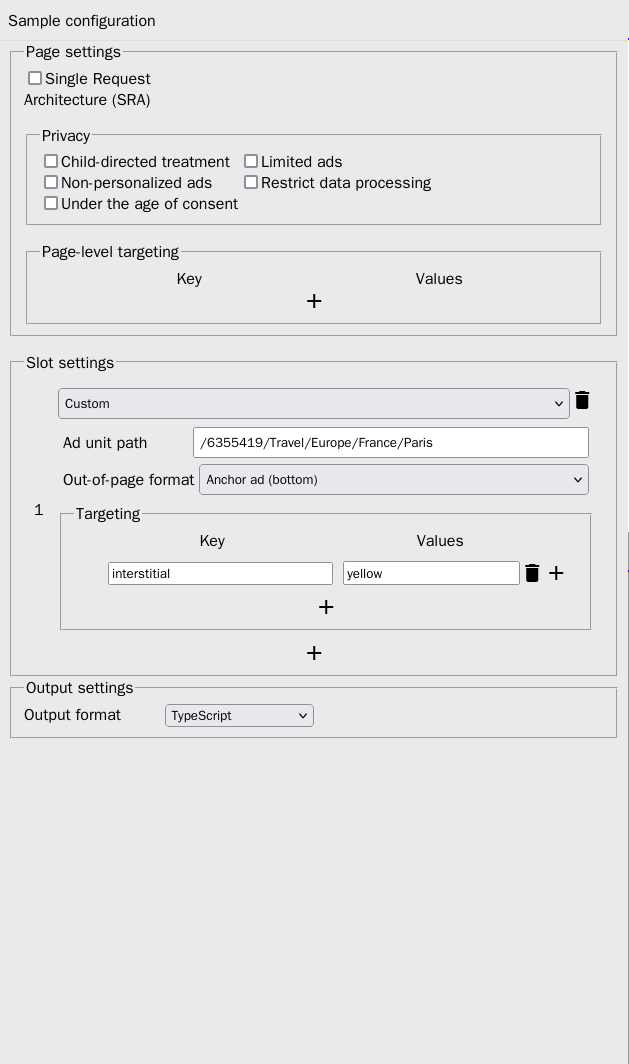 Sample configuration
Page settings
Single Request
Architecture (SRA)
Privacy
Child-directed treatment Limited ads
Non-personalized ads Restrict data processing
Under the age of consent
Page-level targeting
Key Values
+
Slot settings
Custom
Ad unit path /6355419/Travel/Europe/France/Paris
Out-of-page format Anchor ad (bottom)
1
Targeting
Key Values
interstitial yellow +
+
+
Output settings
Output format TypeScript